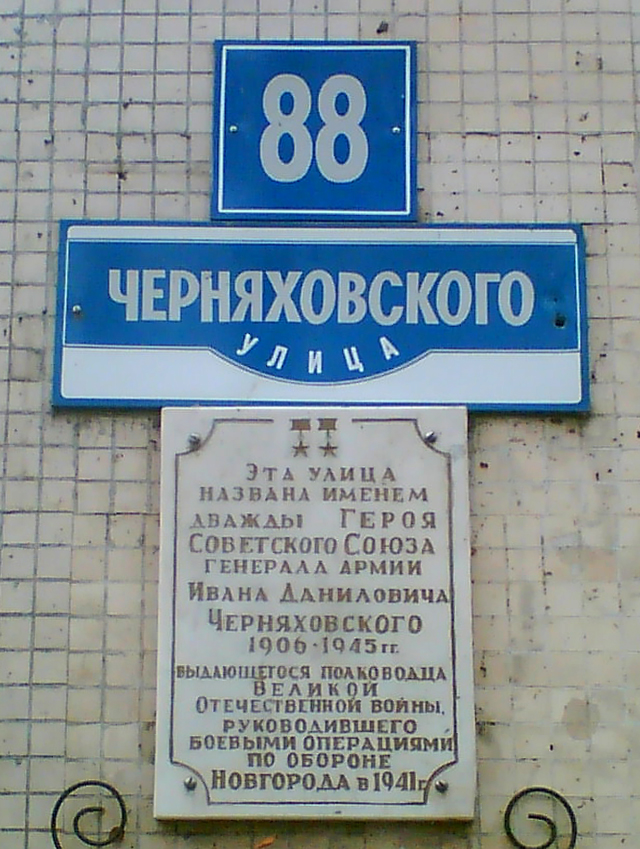 88
ЧЕРНЯХОВСКОГО
УЛИЦА
ЭТА УЛИЦА
НАЗВАНА ИМЕНЕМ
ДВАЖДЫ ГЕРОЯ
СОВЕТСКОГО СОЮЗА
ГЕНЕРАЛА АРМИИ
ИВАНА ДАНИЛОВИЧА
ЧЕРНЯХОВСКОГО
1906-1945 ГГ.
ВЫДАЮЩЕГОСЯ ПОЛКОВОДЦА
ВЕЛИКОЙ
ОТЕЧЕСТВЕННОЙ ВОЙНЫ,
РУКОВОДИВШЕГО
БОЕВЫМИ ОПЕРАЦИЯМИ
ПО ОБОРОНЕ
НОВГОРОДА В 1941 Г.